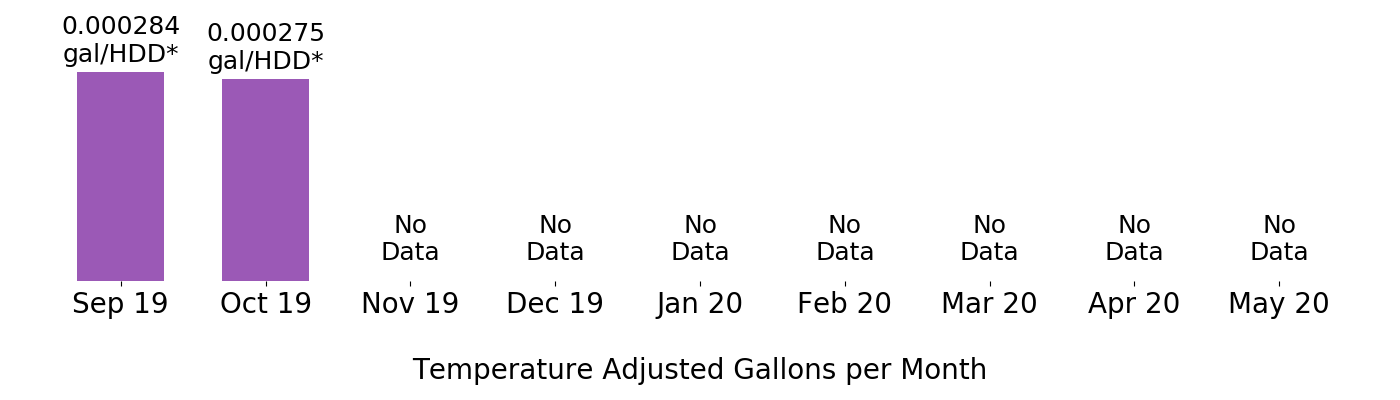 0.000284
gal/HDD*
0.000275
gal/HDD*
No
Data
No
Data
No
Data
No
Data
No
Data
No
Data
No
Data
Sep 19
Oct 19
Nov 19
Dec 19
Jan 20
Feb 20
Mar 20
Apr 20
May 20
Temperature Adjusted Gallons per Month